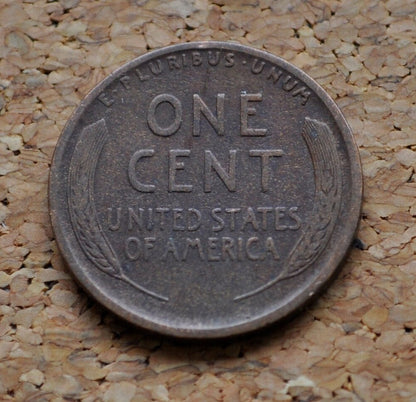 E·PLURIBUS·UNUM
ONE
CENT
UNITED STATES
OF AMERICA